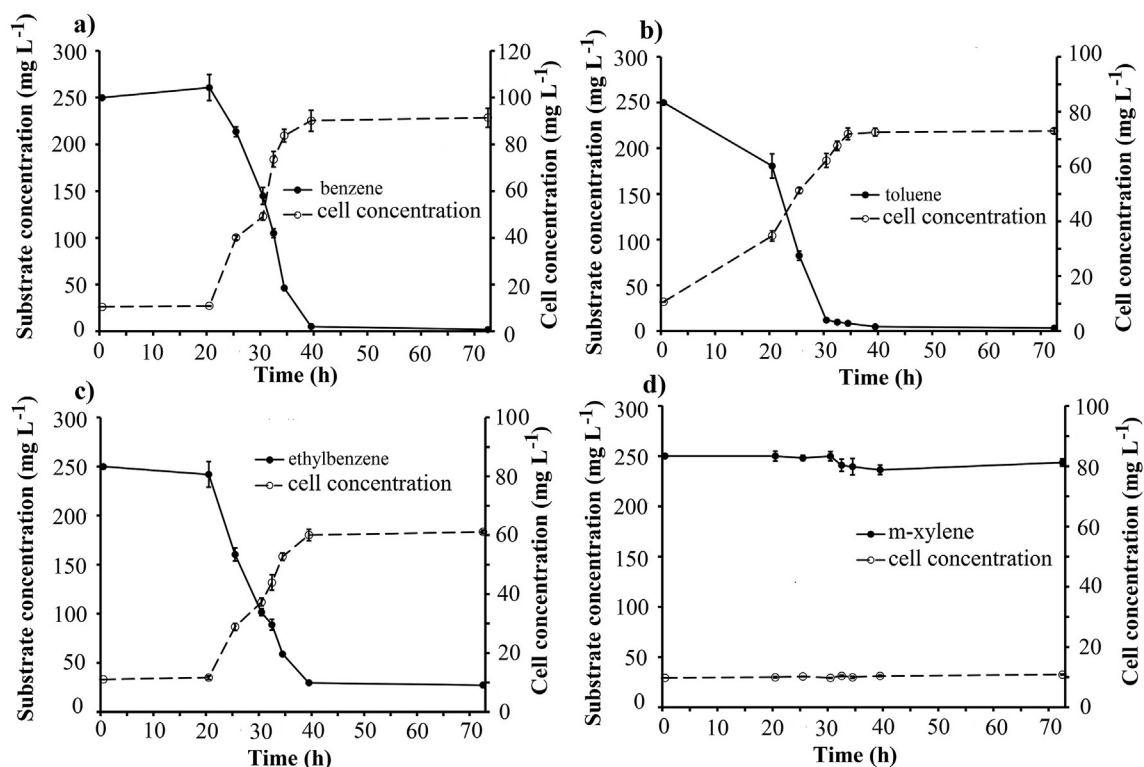 a)
Substrate concentration (mg L-1)
300
250
200
150
100
50
0
benzene
cell concentration
120
100
80
60
40
20
0
Cell concentration (mg L-1)
0 10 20 30 40 50 60 70
Time (h)
b)
Substrate concentration (mg L-1)
300
250
200
150
100
50
0
toluene
cell concentration
100
80
60
40
20
0
Cell concentration (mg L-1)
0 10 20 30 40 50 60 70
Time (h)
c)
Substrate concentration (mg L-1)
300
250
200
150
100
50
0
ethylbenzene
cell concentration
100
80
60
40
20
0
Cell concentration (mg L-1)
0 10 20 30 40 50 60 70
Time (h)
d)
Substrate concentration (mg L-1)
300
250
200
150
100
50
0
m-xylene
cell concentration
100
80
60
40
20
0
Cell concentration (mg L-1)
0 10 20 30 40 50 60 70
Time (h)